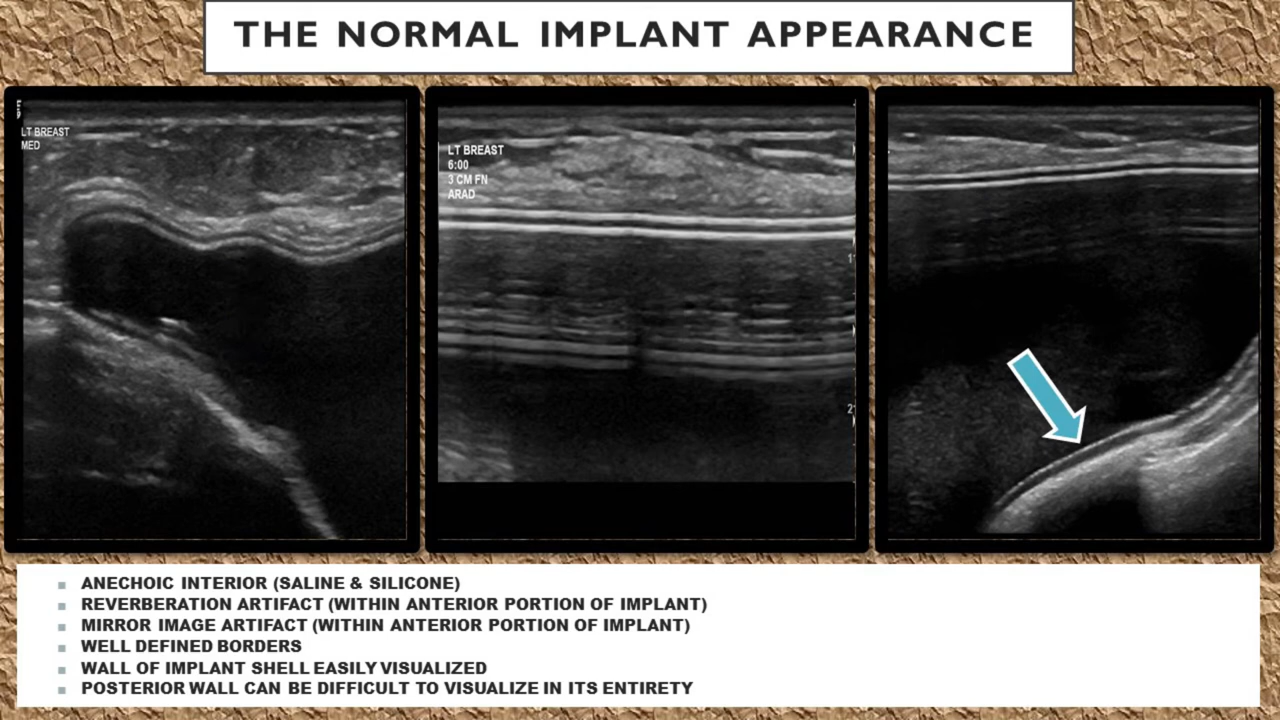 THE NORMAL IMPLANT APPEARANCE
LT BREAST
MED
LT BREAST
6:00
3 CM FN
ARAD
1
2
ANECHOIC INTERIOR (SALINE & SILICONE)
REVERBERATION ARTIFACT (WITHIN ANTERIOR PORTION OF IMPLANT)
MIRROR IMAGE ARTIFACT (WITHIN ANTERIOR PORTION OF IMPLANT)
WELL DEFINED BORDERS
WALL OF IMPLANT SHELL EASILY VISUALIZED
POSTERIOR WALL CAN BE DIFFICULT TO VISUALIZE IN ITS ENTIRETY